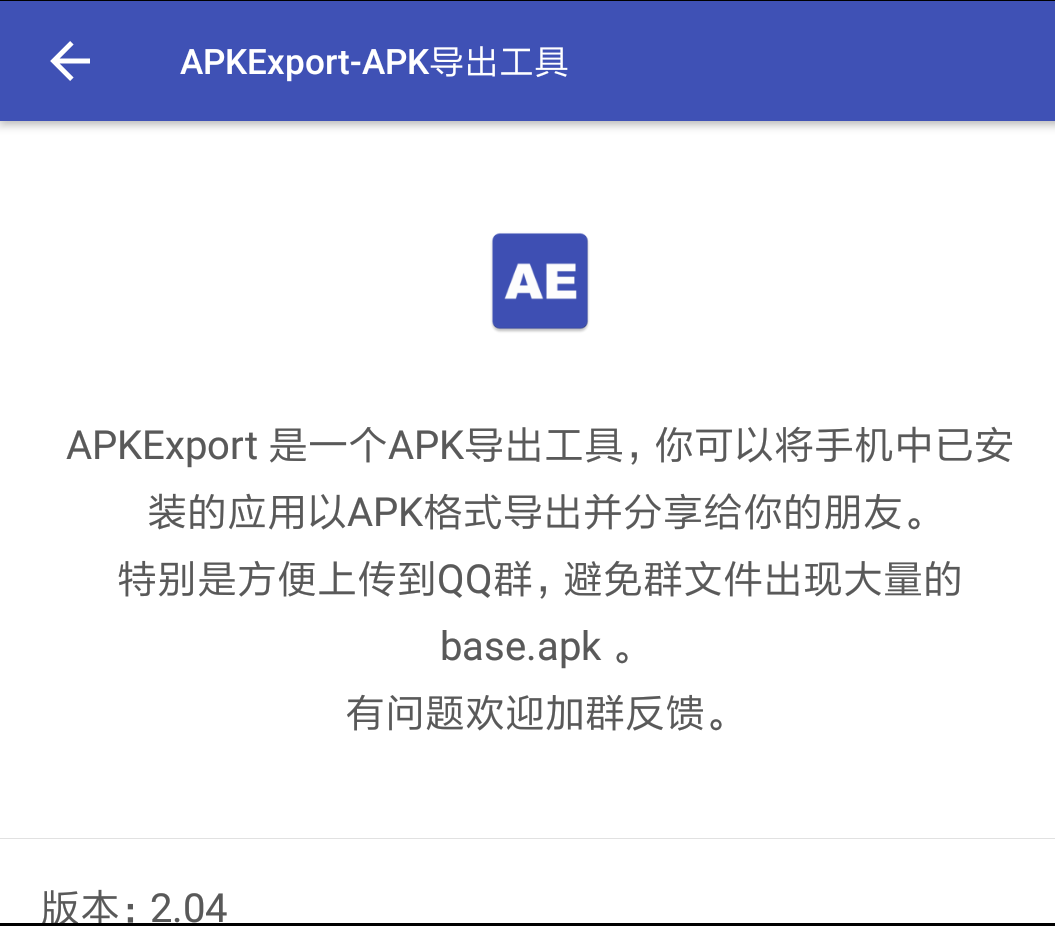 APKExport-APK导出工具
AE
APKExport 是一个APK导出工具，你可以将手机中已安
装的应用以APK格式导出并分享给你的朋友。
特别是方便上传到QQ群，避免群文件出现大量的
base.apk 。
有问题欢迎加群反馈。
版本：2.04